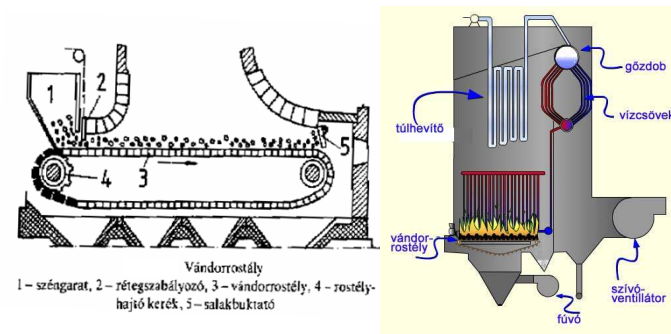 1
2
3
4
5
Vándorrostély
1 – széngarat, 2 – rétegszabályozó, 3 – vándorrostély, 4 – rostély-
hajtó kerék, 5 – salakbuktató
gőzdob
vízcsövek
túlhevítő
vándor-
rostély
szívó-
ventillátor
fúvó